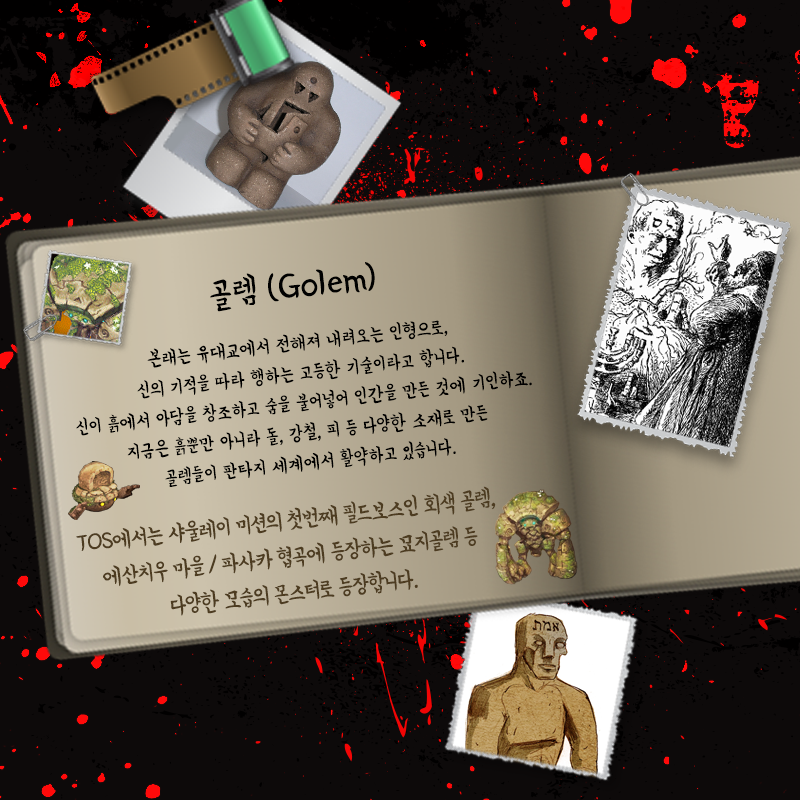 골렘 (Golem)
본래는 유대교에서 전해져 내려오는 인형으로,
신의 기적을 따라 행하는 고등한 기술이라고 합니다.
신이 흙에서 아담을 창조하고 숨을 불어넣어 인간을 만든 것에 기인하죠.
지금은 흙뿐만 아니라 돌, 강철, 피 등 다양한 소재로 만든
골렘들이 판타지 세계에서 활약하고 있습니다.
TOS에서는 샤울레이 미션의 첫번째 필드보스인 회색 골렘,
에산치우 마을 / 파사카 협곡에 등장하는 묘지골렘 등
다양한 모습의 몬스터로 등장합니다.
אמת